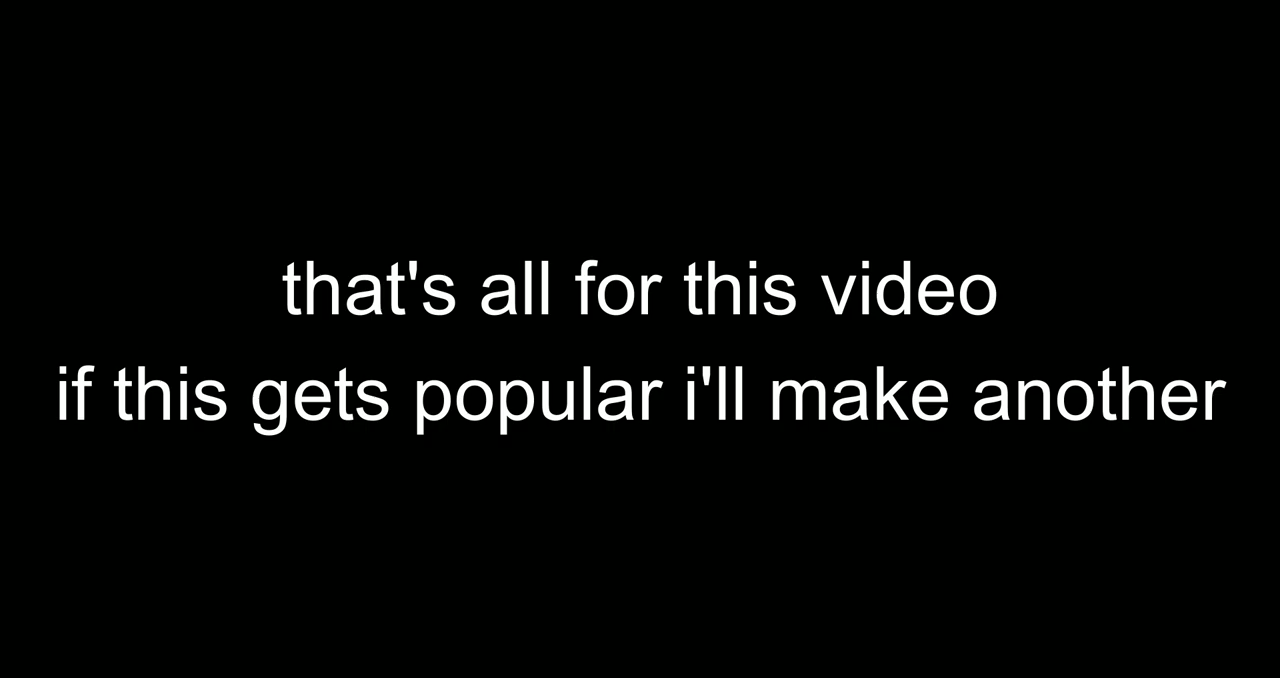 that's all for this video
if this gets popular i'll make another